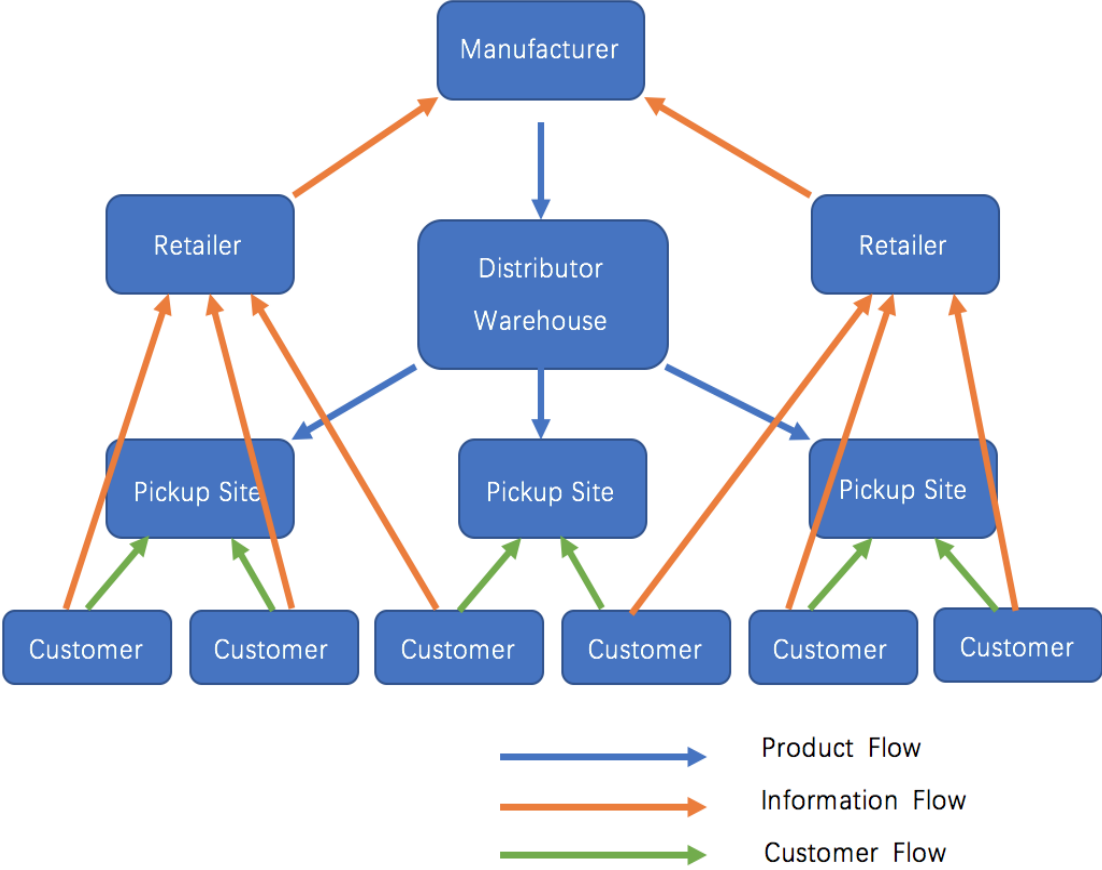 Manufacturer
Retailer
Distributor
Warehouse
Retailer
Pickup Site
Pickup Site
Pickup Site
Customer
Customer
Customer
Customer
Customer
Customer
Product Flow
Information Flow
Customer Flow